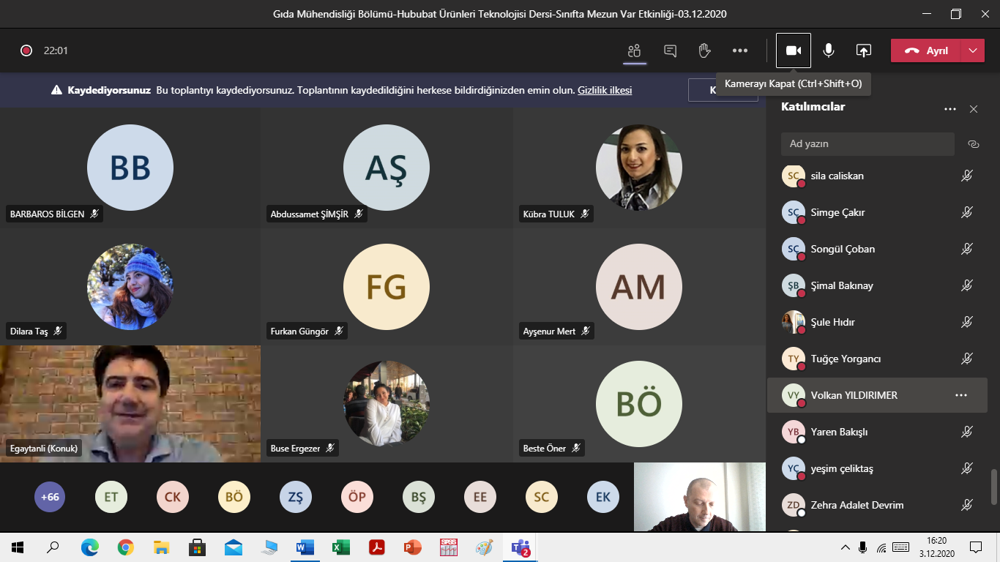 Gıda Mühendisliği Bölümü-Hububat Ürünleri Teknolojisi Dersi-Sınıfta Mezun Var Etkinliği-03.12.2020
22:01
Ayrıl
Kaydediyorsunuz Bu toplantıyı kaydediyorsunuz. Toplantının kaydedildiğini herkese bildirdiğinizden emin olun. Gizlilik ilkesi
K
Kamerayı Kapat (Ctrl+Shift+O)
BB
BARBAROS BİLGEN
AŞ
Abdussamet ŞİMŞİR
Kübra TULUK
Dilara Taş
FG
Furkan Güngör
AM
Ayşenur Mert
Egaytanli (Konuk)
Buse Ergezer
BÖ
Beste Öner
+66
ET
CK
BÖ
ZŞ
ÖP
BŞ
EE
SC
EK
Katılımcılar
Ad yazın
SC sila caliskan
SÇ Simge Çakır
SÇ Songül Çoban
ŞB Şimal Bakınay
Şule Hıdır
TY Tuğçe Yorgancı
VY Volkan YILDIRIMER
YB Yaren Bakışlı
YÇ yeşim çeliktaş
ZD Zehra Adalet Devrim
SPSS
2
16:20
3.12.2020